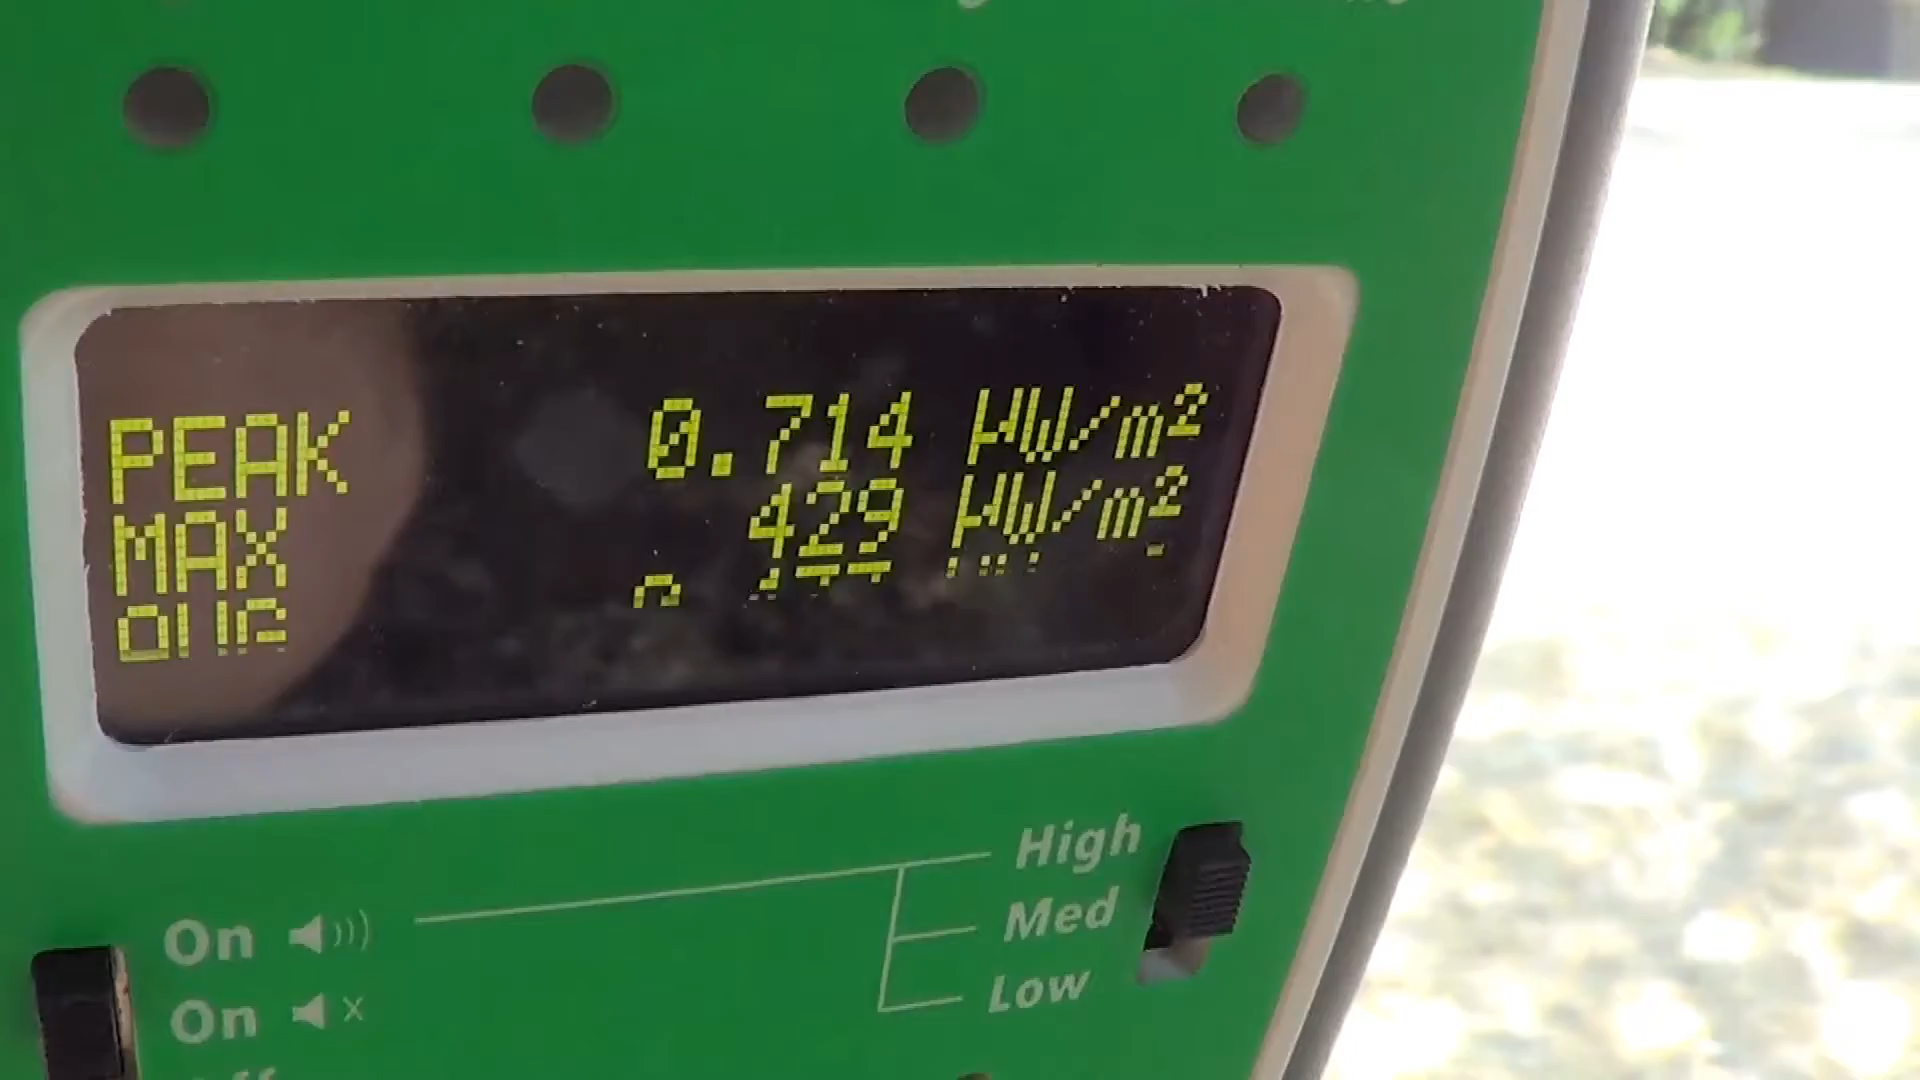 PEAK 0.714 µW/m²
MAX 429 µW/m²
High
Med
Low
On
On x